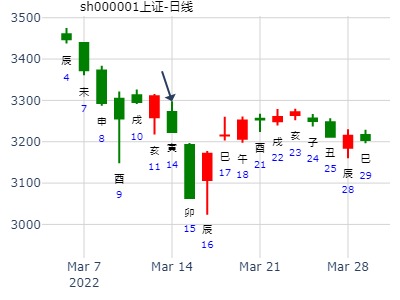 sh000001上证-日线
3500
3400
3300
3200
3100
3000
辰
4
未
7
申
8
酉
9
戌
10
亥
11
寅
14
卯
15
辰
16
巳
17
午
18
酉
21
戌
22
亥
23
子
24
丑
25
辰
28
巳
29
Mar 7
2022
Mar 14
Mar 21
Mar 28